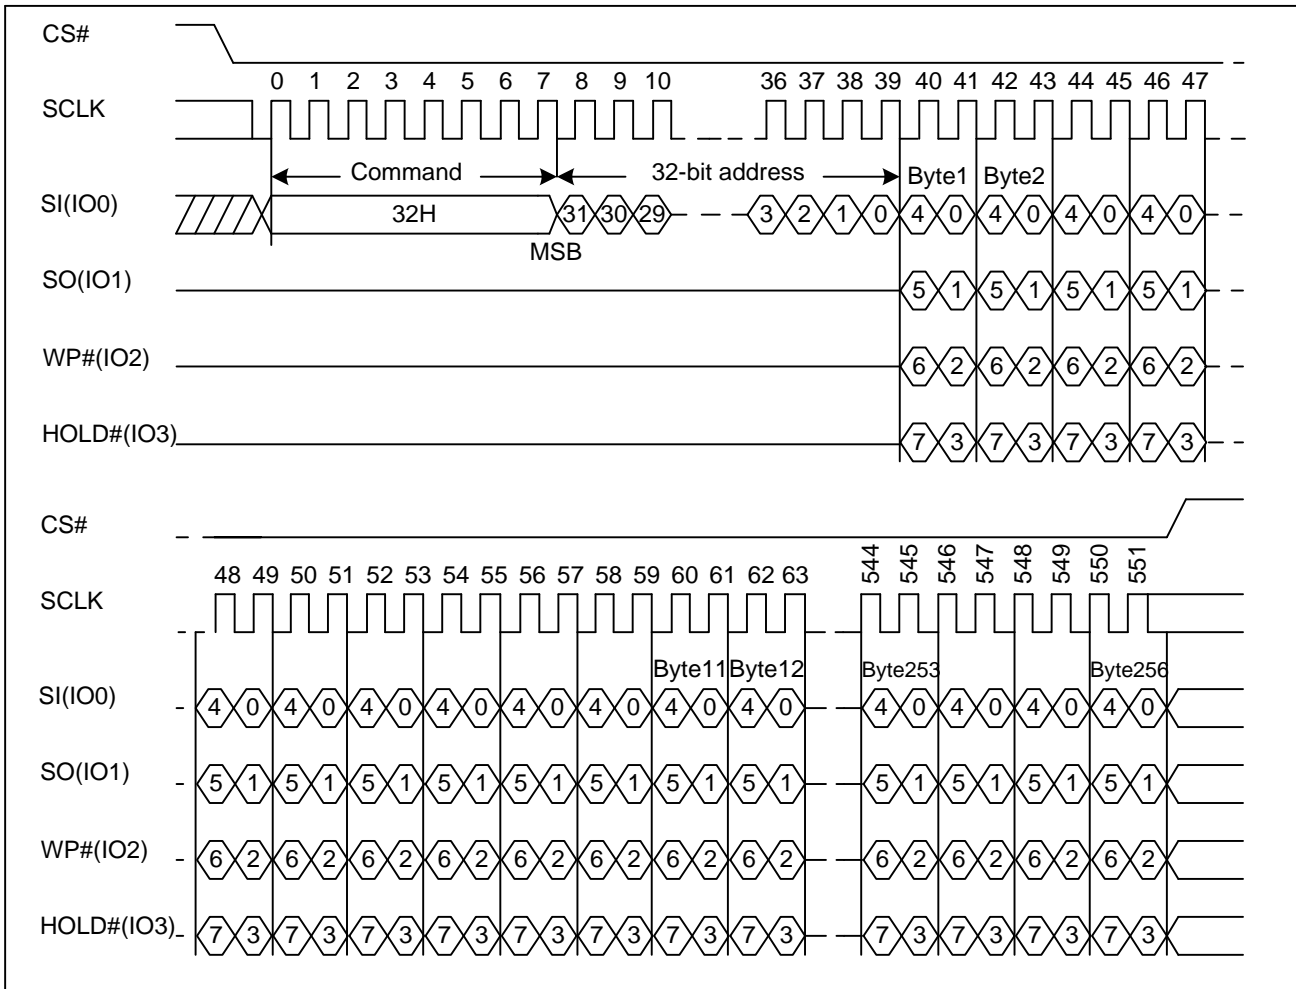 CS#
0 1 2 3 4 5 6 7 8 9 10 36 37 38 39 40 41 42 43 44 45 46 47
SCLK
Command 32-bit address Byte1 Byte2
SI(IO0) 32H 31 30 29 3 2 1 0 4 0 4 0 4 0 4 0
MSB
SO(IO1) 5 1 5 1 5 1 5 1
WP#(IO2) 6 2 6 2 6 2 6 2
HOLD#(IO3) 7 3 7 3 7 3 7 3
CS#
48 49 50 51 52 53 54 55 56 57 58 59 60 61 62 63 544 545 546 547 548 549 550 551
SCLK
Byte11 Byte12 Byte253 Byte256
SI(IO0) 4 0 4 0 4 0 4 0 4 0 4 0 4 0 4 0 4 0 4 0 4 0 4 0
SO(IO1) 5 1 5 1 5 1 5 1 5 1 5 1 5 1 5 1 5 1 5 1 5 1 5 1
WP#(IO2) 6 2 6 2 6 2 6 2 6 2 6 2 6 2 6 2 6 2 6 2 6 2 6 2
HOLD#(IO3) 7 3 7 3 7 3 7 3 7 3 7 3 7 3 7 3 7 3 7 3 7 3 7 3